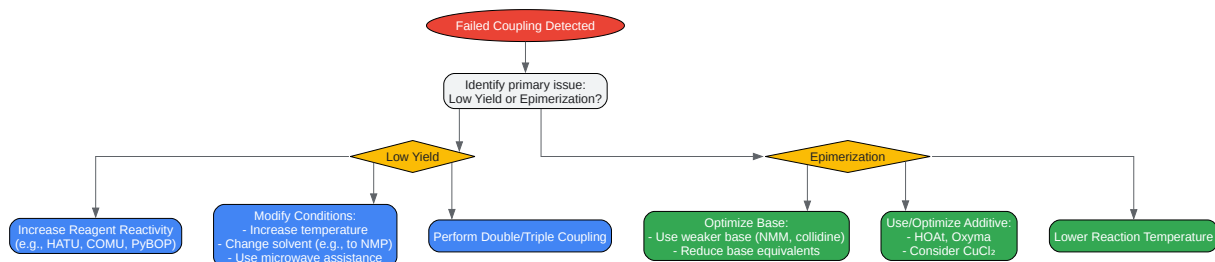 Failed Coupling Detected
Identify primary issue:
Low Yield or Epimerization?
Low Yield
Epimerization
Increase Reagent Reactivity
(e.g., HATU, COMU, PyBOP)
Modify Conditions:
- Increase temperature
- Change solvent (e.g., to NMP)
- Use microwave assistance
Perform Double/Triple Coupling
Optimize Base:
- Use weaker base (NMM, collidine)
- Reduce base equivalents
Use/Optimize Additive:
- HOAt, Oxyma
- Consider CuCl₂
Lower Reaction Temperature